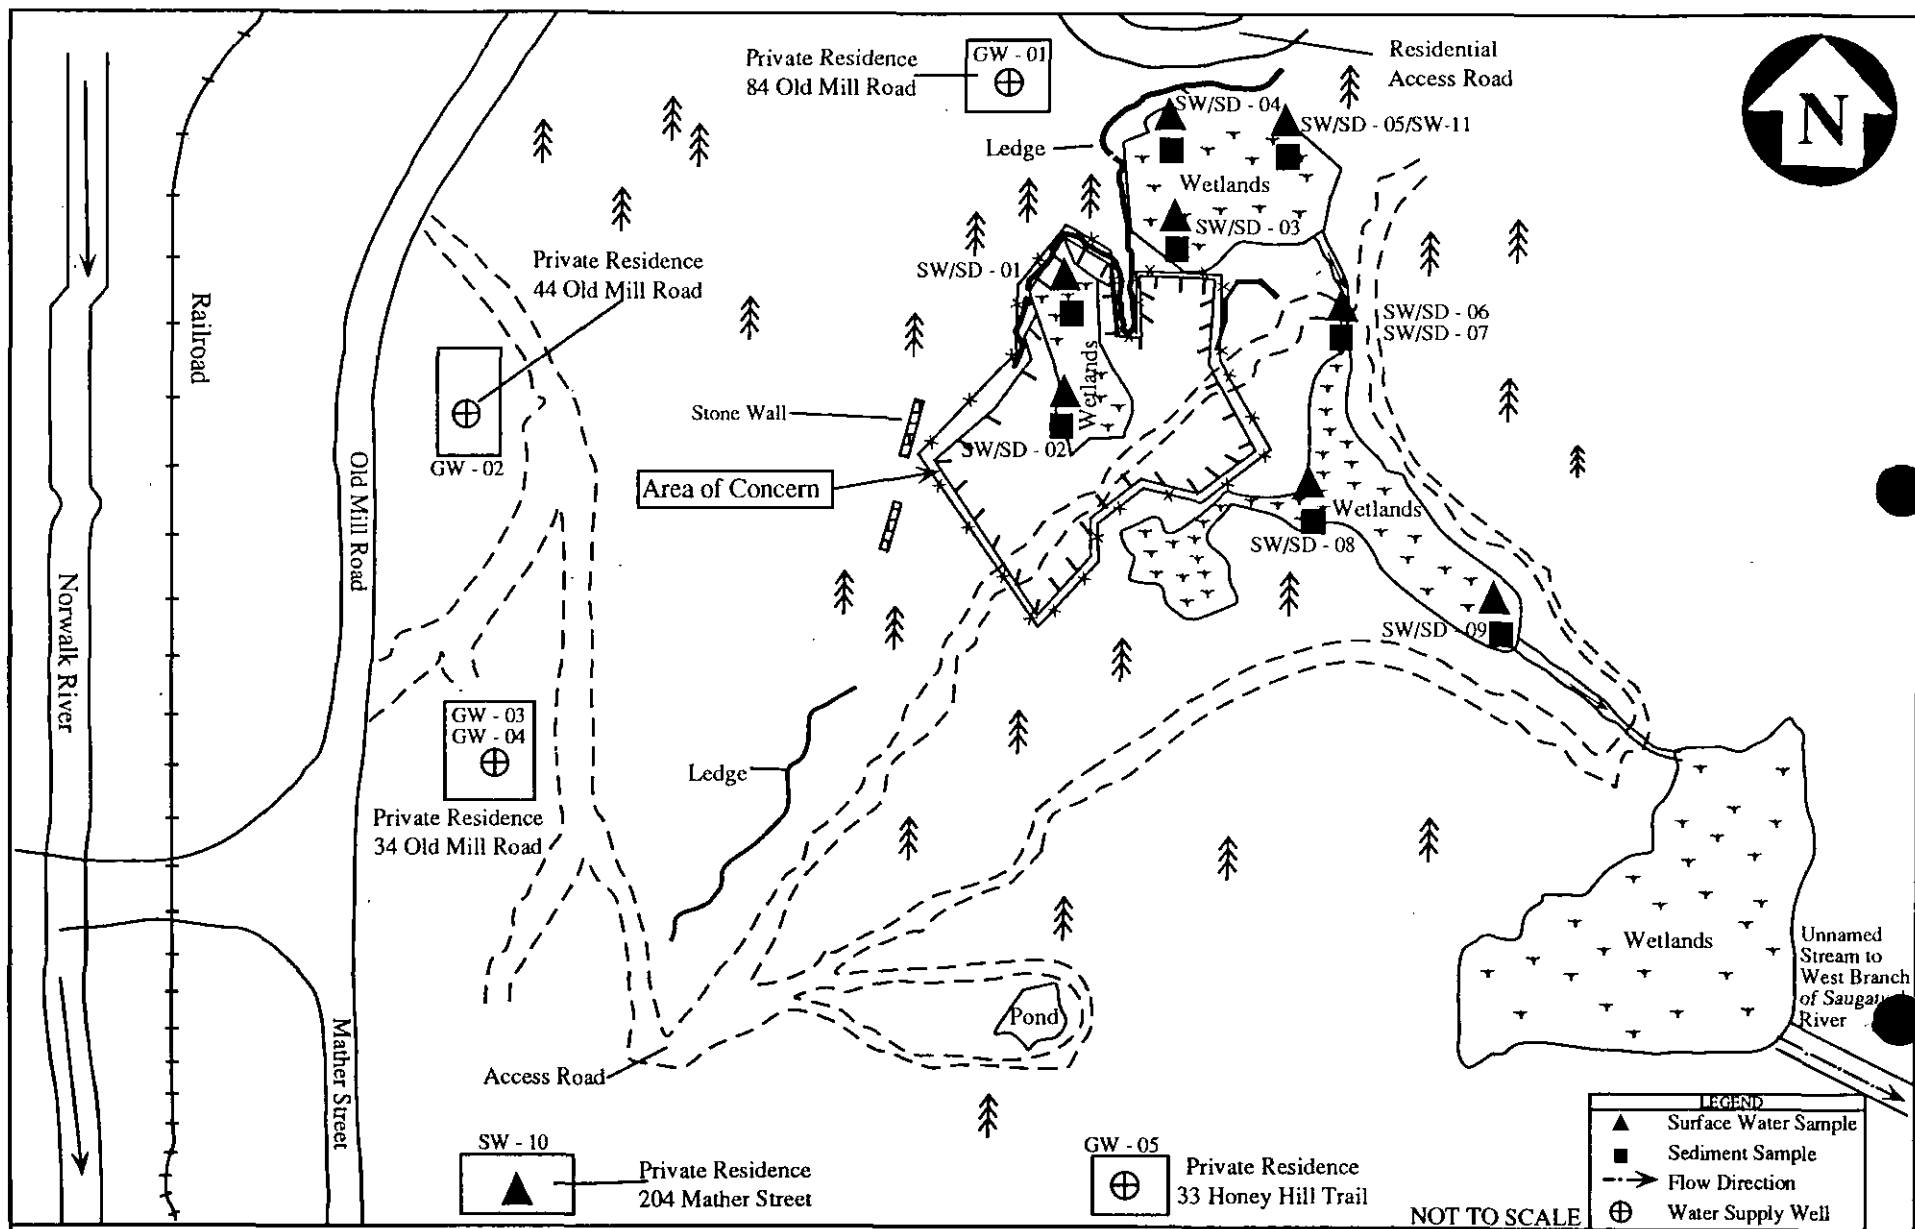 Private Residence
84 Old Mill Road
GW - 01
Residential
Access Road
N
SW/SD - 04
SW/SD - 05/SW-11
Ledge
Wetlands
SW/SD - 03
Private Residence
44 Old Mill Road
SW/SD - 01
Railroad
SW/SD - 06
SW/SD - 07
Wetlands
Stone Wall
GW - 02
SW/SD - 02
Old Mill Road
Area of Concern
Wetlands
SW/SD - 08
Norwalk River
SW/SD - 09
GW - 03
GW - 04
Ledge
Private Residence
34 Old Mill Road
Wetlands
Unnamed
Stream to
West Branch
of
River
Pond
Mather Street
Access Road
SW - 10
Private Residence
204 Mather Street
GW - 05
Private Residence
33 Honey Hill Trail
LEGEND
Surface Water Sample
Sediment Sample
Flow Direction
Water Supply Well
NOT TO SCALE